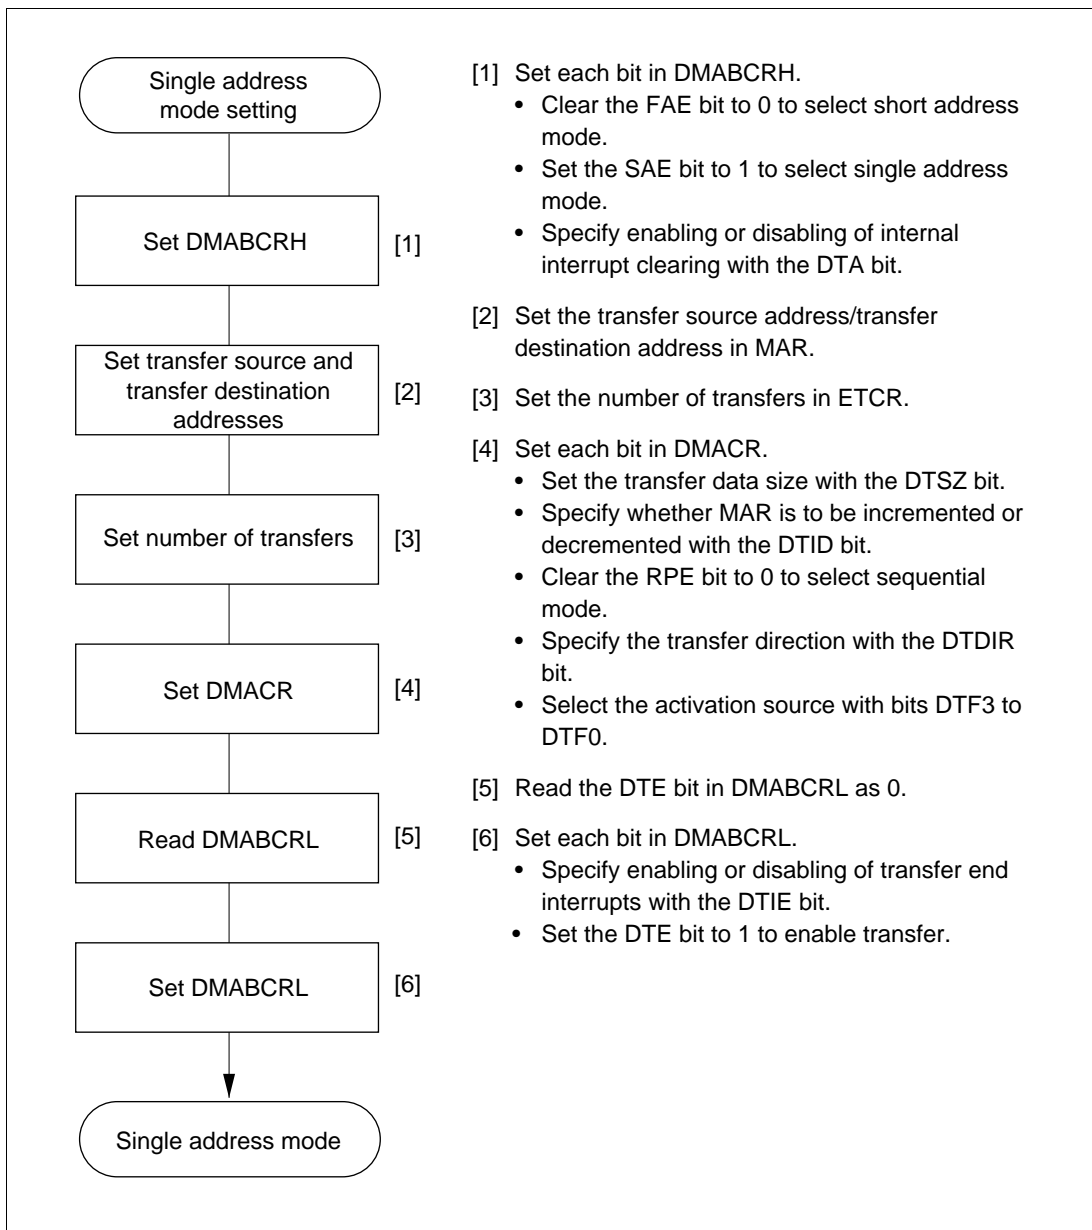 Single address
mode setting
Set DMABCRH
[1]
Set transfer source and
transfer destination
addresses
[2]
Set number of transfers
[3]
Set DMACR
[4]
Read DMABCRL
[5]
Set DMABCRL
[6]
Single address mode
[1] Set each bit in DMABCRH.
• Clear the FAE bit to 0 to select short address
mode.
• Set the SAE bit to 1 to select single address
mode.
• Specify enabling or disabling of internal
interrupt clearing with the DTA bit.
[2] Set the transfer source address/transfer
destination address in MAR.
[3] Set the number of transfers in ETCR.
[4] Set each bit in DMACR.
• Set the transfer data size with the DTSZ bit.
• Specify whether MAR is to be incremented or
decremented with the DTID bit.
• Clear the RPE bit to 0 to select sequential
mode.
• Specify the transfer direction with the DTDIR
bit.
• Select the activation source with bits DTF3 to
DTF0.
[5] Read the DTE bit in DMABCRL as 0.
[6] Set each bit in DMABCRL.
• Specify enabling or disabling of transfer end
interrupts with the DTIE bit.
• Set the DTE bit to 1 to enable transfer.